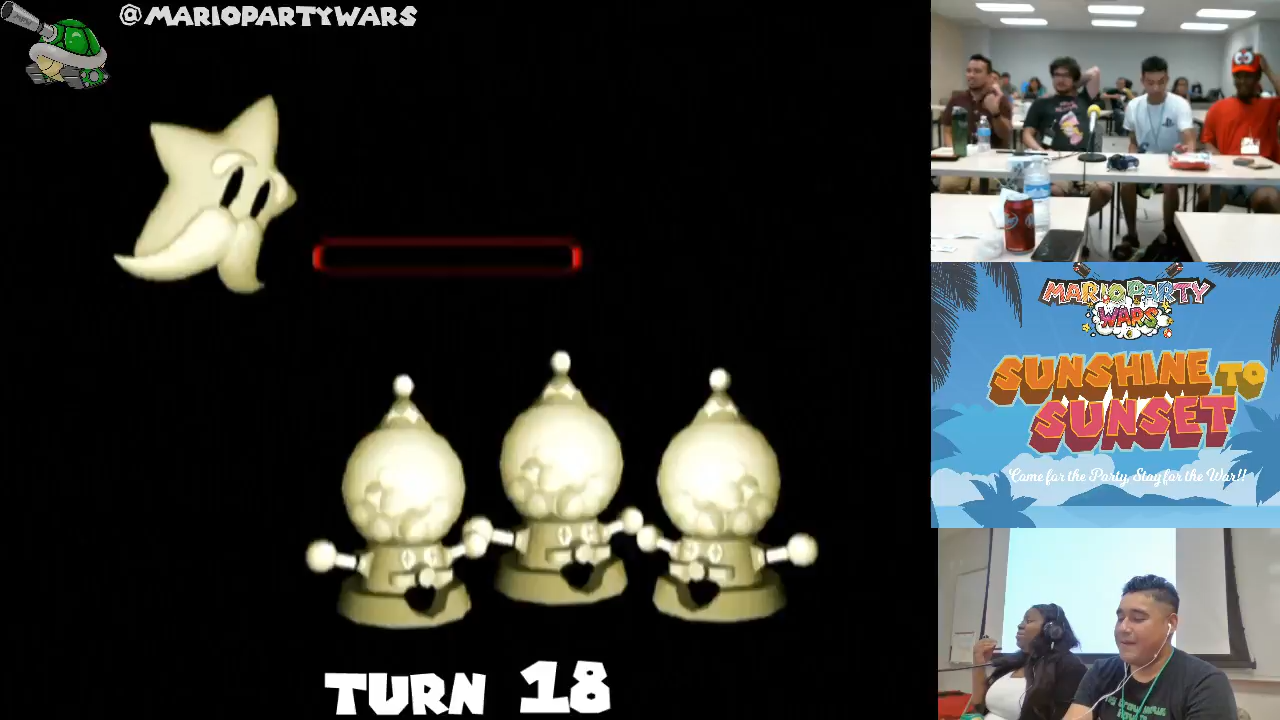 @MARIOPARTYWARS
MARIO PARTY
WARS
SUNSHINE TO
SUNSET
Come for the Party, Stay for the War!!
TURN 18